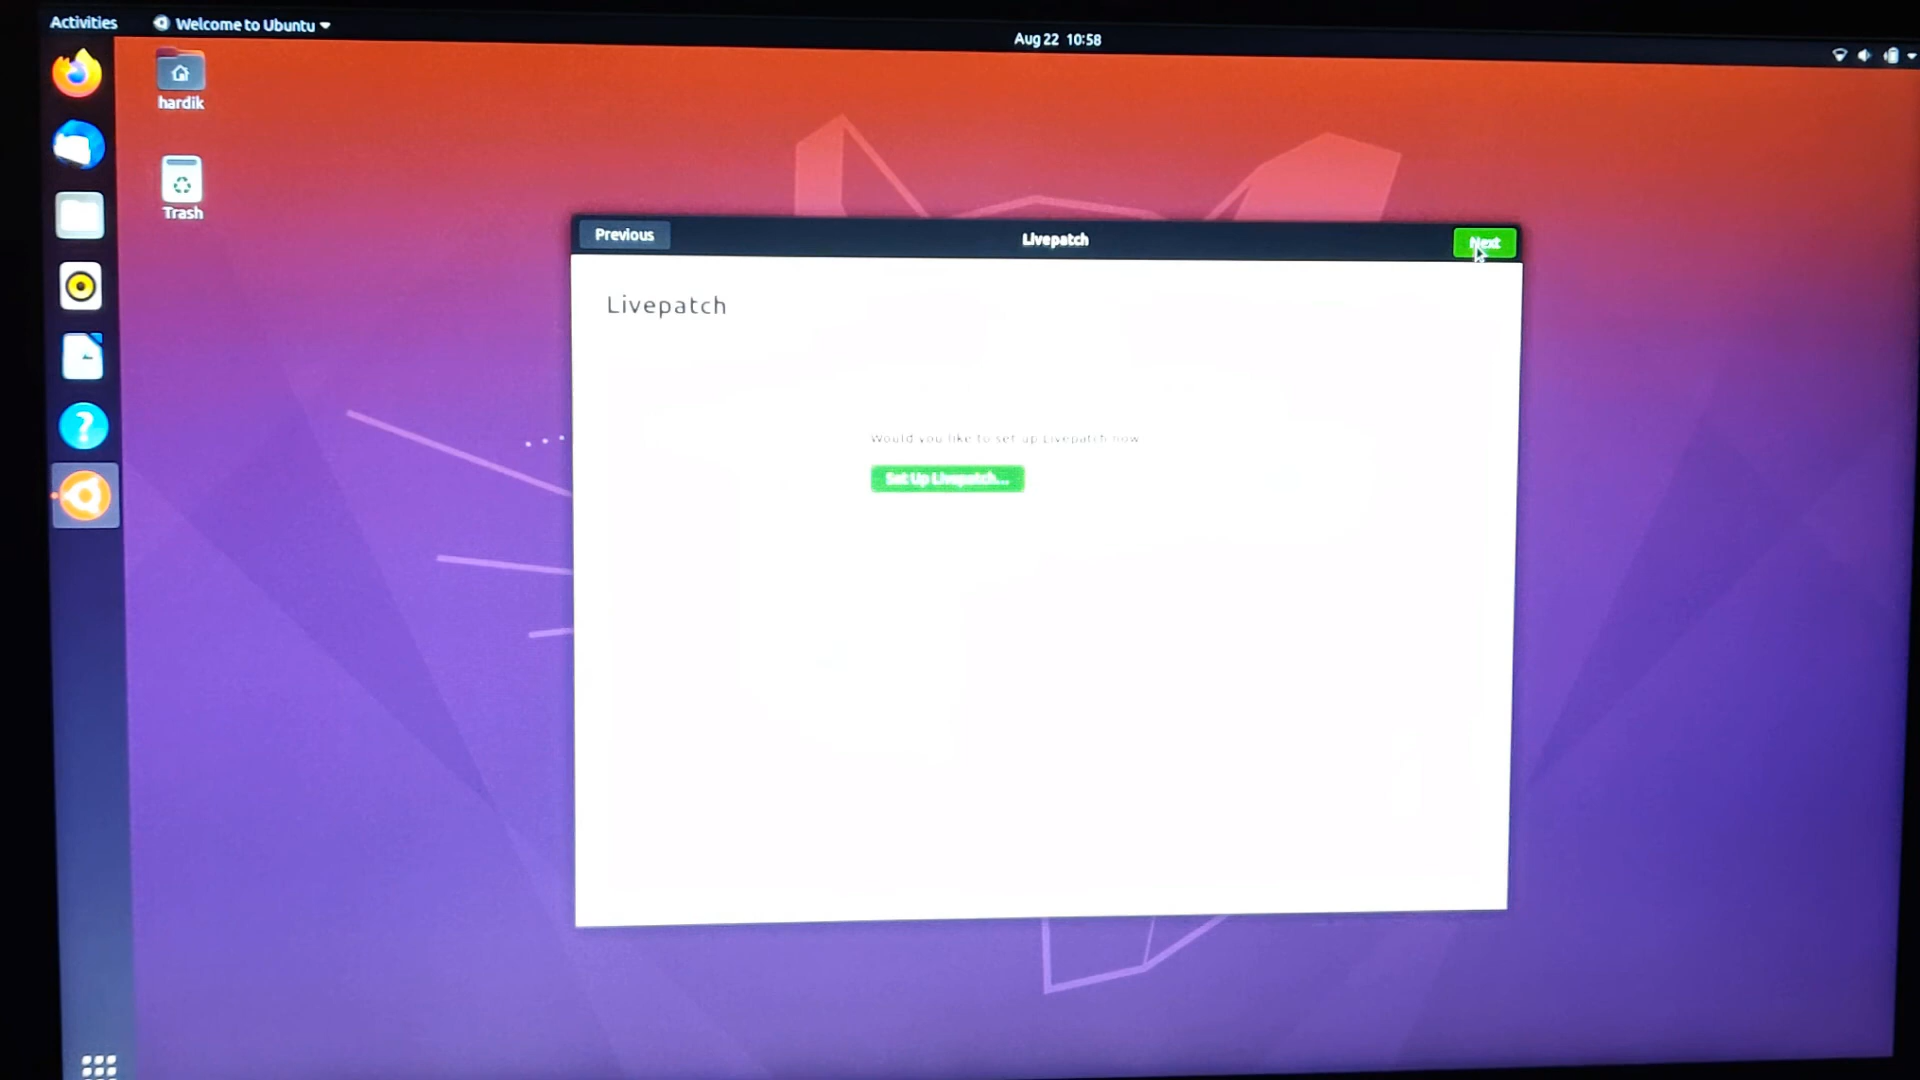 Activities
Welcome to Ubuntu
Aug 22 10:58
hardik
Trash
Previous
Livepatch
Next
Livepatch
Would you like to set up Livepatch now
Set Up Livepatch...
?